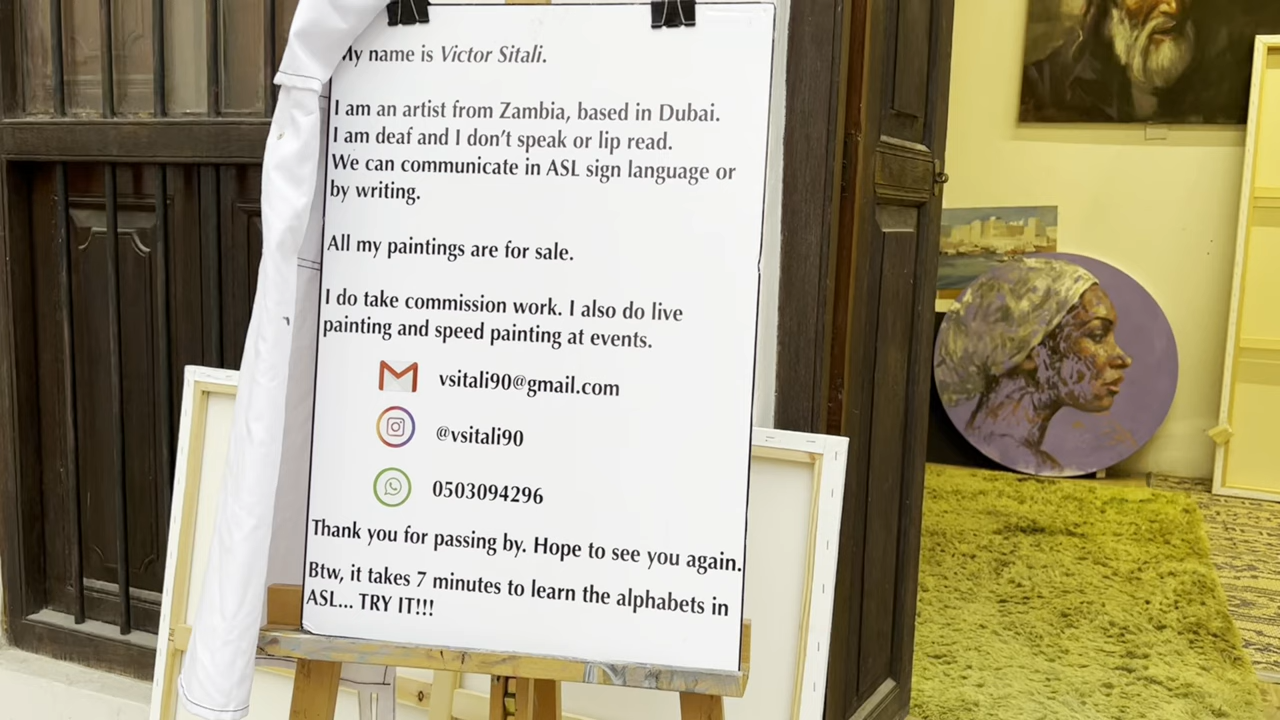 My name is Victor Sitali.
I am an artist from Zambia, based in Dubai.
I am deaf and I don't speak or lip read.
We can communicate in ASL sign language or
by writing.
All my paintings are for sale.
I do take commission work. I also do live
painting and speed painting at events.
vsitali90@gmail.com
@vsitali90
0503094296
Thank you for passing by. Hope to see you again.
Btw, it takes 7 minutes to learn the alphabets in
ASL... TRY IT!!!